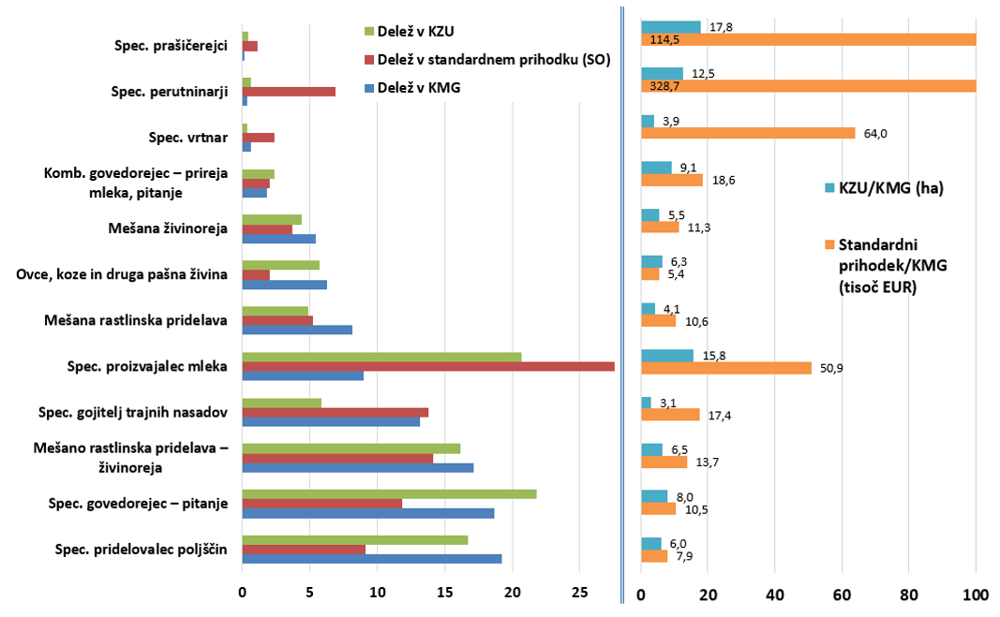 Delež v KZU
Delež v standardnem prihodku (SO)
Delež v KMG
Spec. prašičerejci
Spec. perutninarji
Spec. vrtnar
Komb. govedorejec – prireja
mleka, pitanje
Mešana živinoreja
Ovce, koze in druga pašna živina
Mešana rastlinska pridelava
Spec. proizvajalec mleka
Spec. gojitelj trajnih nasadov
Mešano rastlinska pridelava –
živinoreja
Spec. govedorejec – pitanje
Spec. pridelovalec poljščin
0 5 10 15 20 25
17,8
114,5
12,5
328,7
3,9
64,0
9,1
18,6
5,5
11,3
6,3
5,4
4,1
10,6
15,8
50,9
3,1
17,4
6,5
13,7
8,0
10,5
6,0
7,9
KZU/KMG (ha)
Standardni
prihodek/KMG
(tisoč EUR)
0 20 40 60 80 100